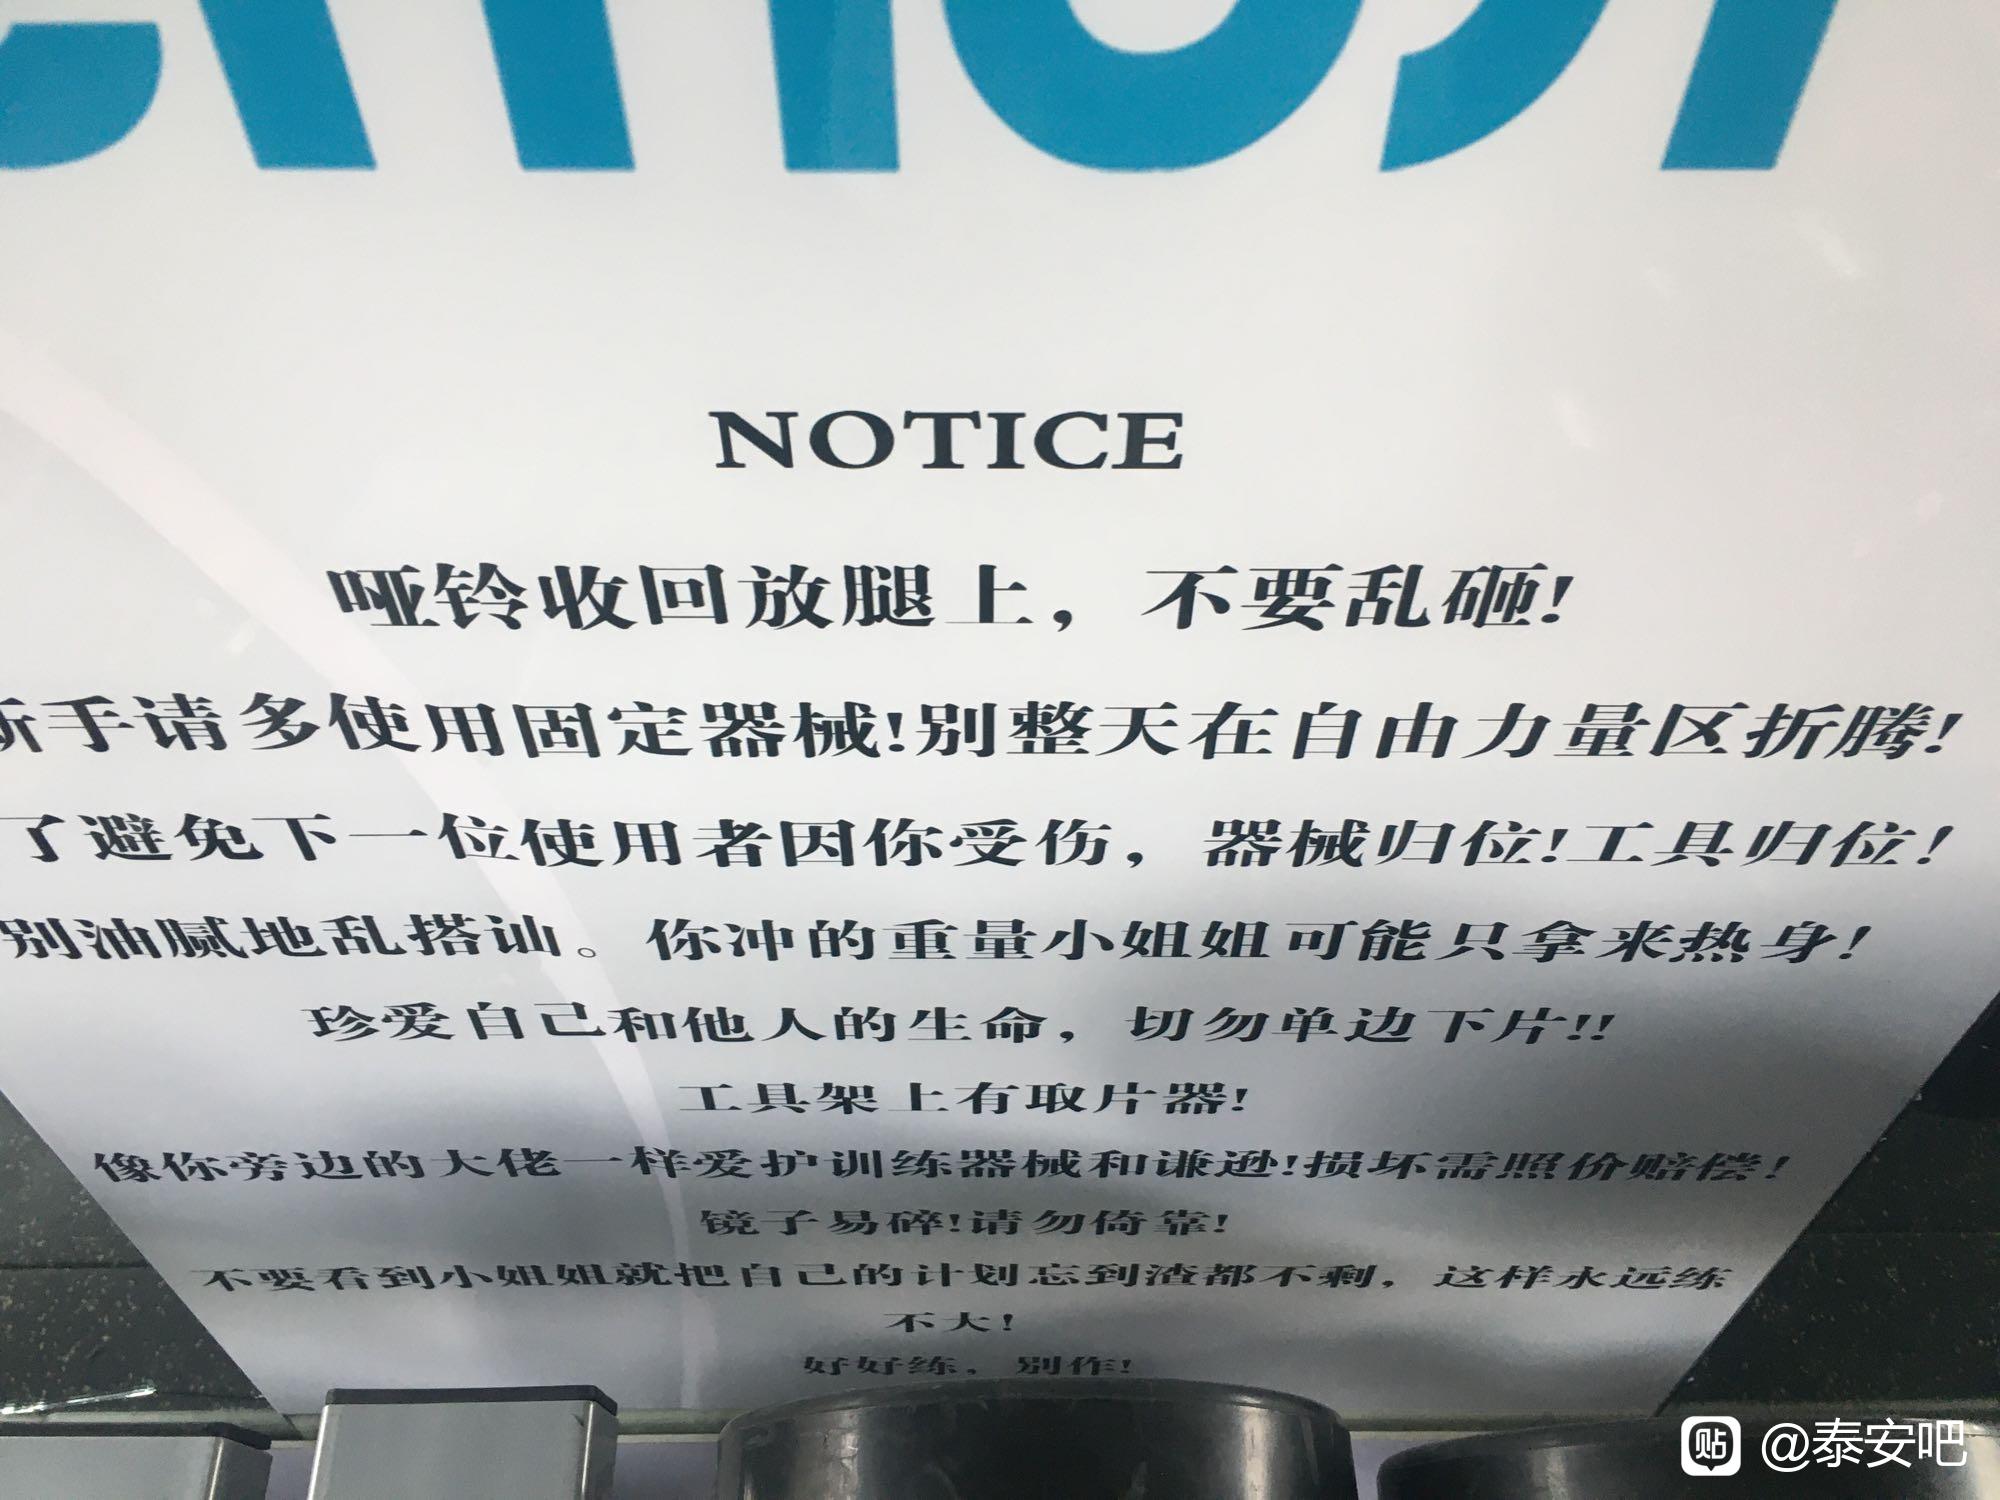 NOTICE
哑铃收回放腿上，不要乱砸!
新手请多使用固定器械!别整天在自由力量区折腾!
了避免下一位使用者因你受伤，器械归位!工具归位!
别油腻地乱搭讪。你冲的重量小姐姐可能只拿来热身!
珍爱自己和他人的生命，切勿单边下片!!
工具架上有取片器!
像你旁边的大佬一样爱护训练器械和谦逊!损坏需照价赔偿!
镜子易碎!请勿倚靠!
不要看到小姐姐就把自己的计划忘到渣都不剩，这样永远练
不大!
好好练，别作!
贴 @泰安吧